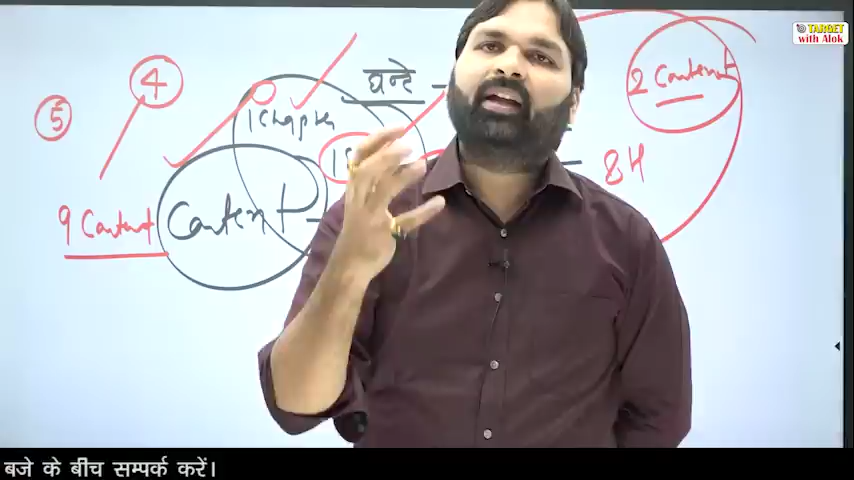 TARGET
with Alok
5
4
घन्टे
2 Content
1 Chapter
8H
9 Content
Content
बजे के बीच सम्पर्क करें।